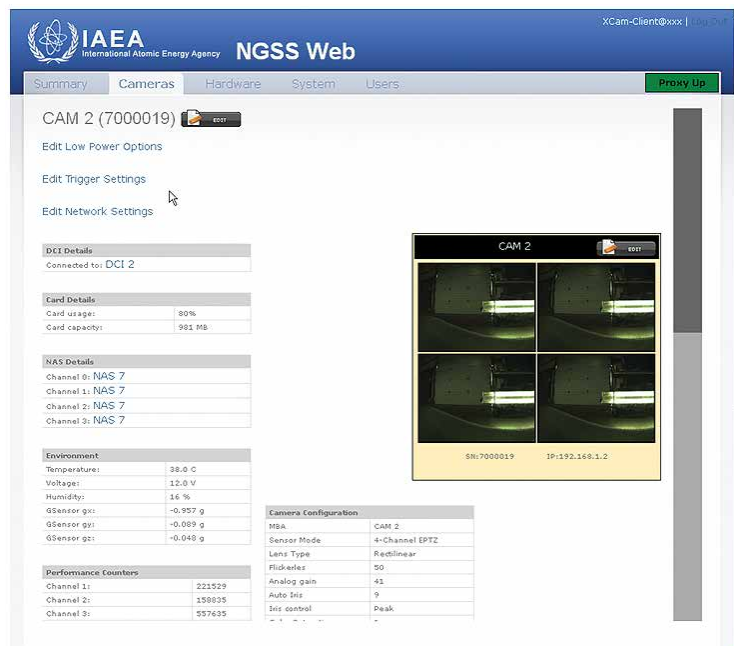 XCam-Client@xxx | Log Out
IAEA
International Atomic Energy Agency
NGSS Web
Summary Cameras Hardware System Users Proxy Up
CAM 2 (7000019) EDIT
Edit Low Power Options
Edit Trigger Settings
Edit Network Settings
DCI Details
Connected to: DCI 2
Card Details
Card usage: 80%
Card capacity: 981 MB
NAS Details
Channel 0: NAS 7
Channel 1: NAS 7
Channel 2: NAS 7
Channel 3: NAS 7
Environment
Temperature: 38.0 C
Voltage: 12.0 V
Humidity: 16 %
GSensor gx: -0.957 g
GSensor gy: -0.089 g
GSensor gz: -0.048 g
Performance Counters
Channel 1: 221529
Channel 2: 158835
Channel 3: 557635
CAM 2 EDIT
SN:7000019 IP:192.168.1.2
Camera Configuration
MBA CAM 2
Sensor Mode 4-Channel EPTZ
Lens Type Rectilinear
Flickerles 50
Analog gain 41
Auto Iris 9
Iris control Peak